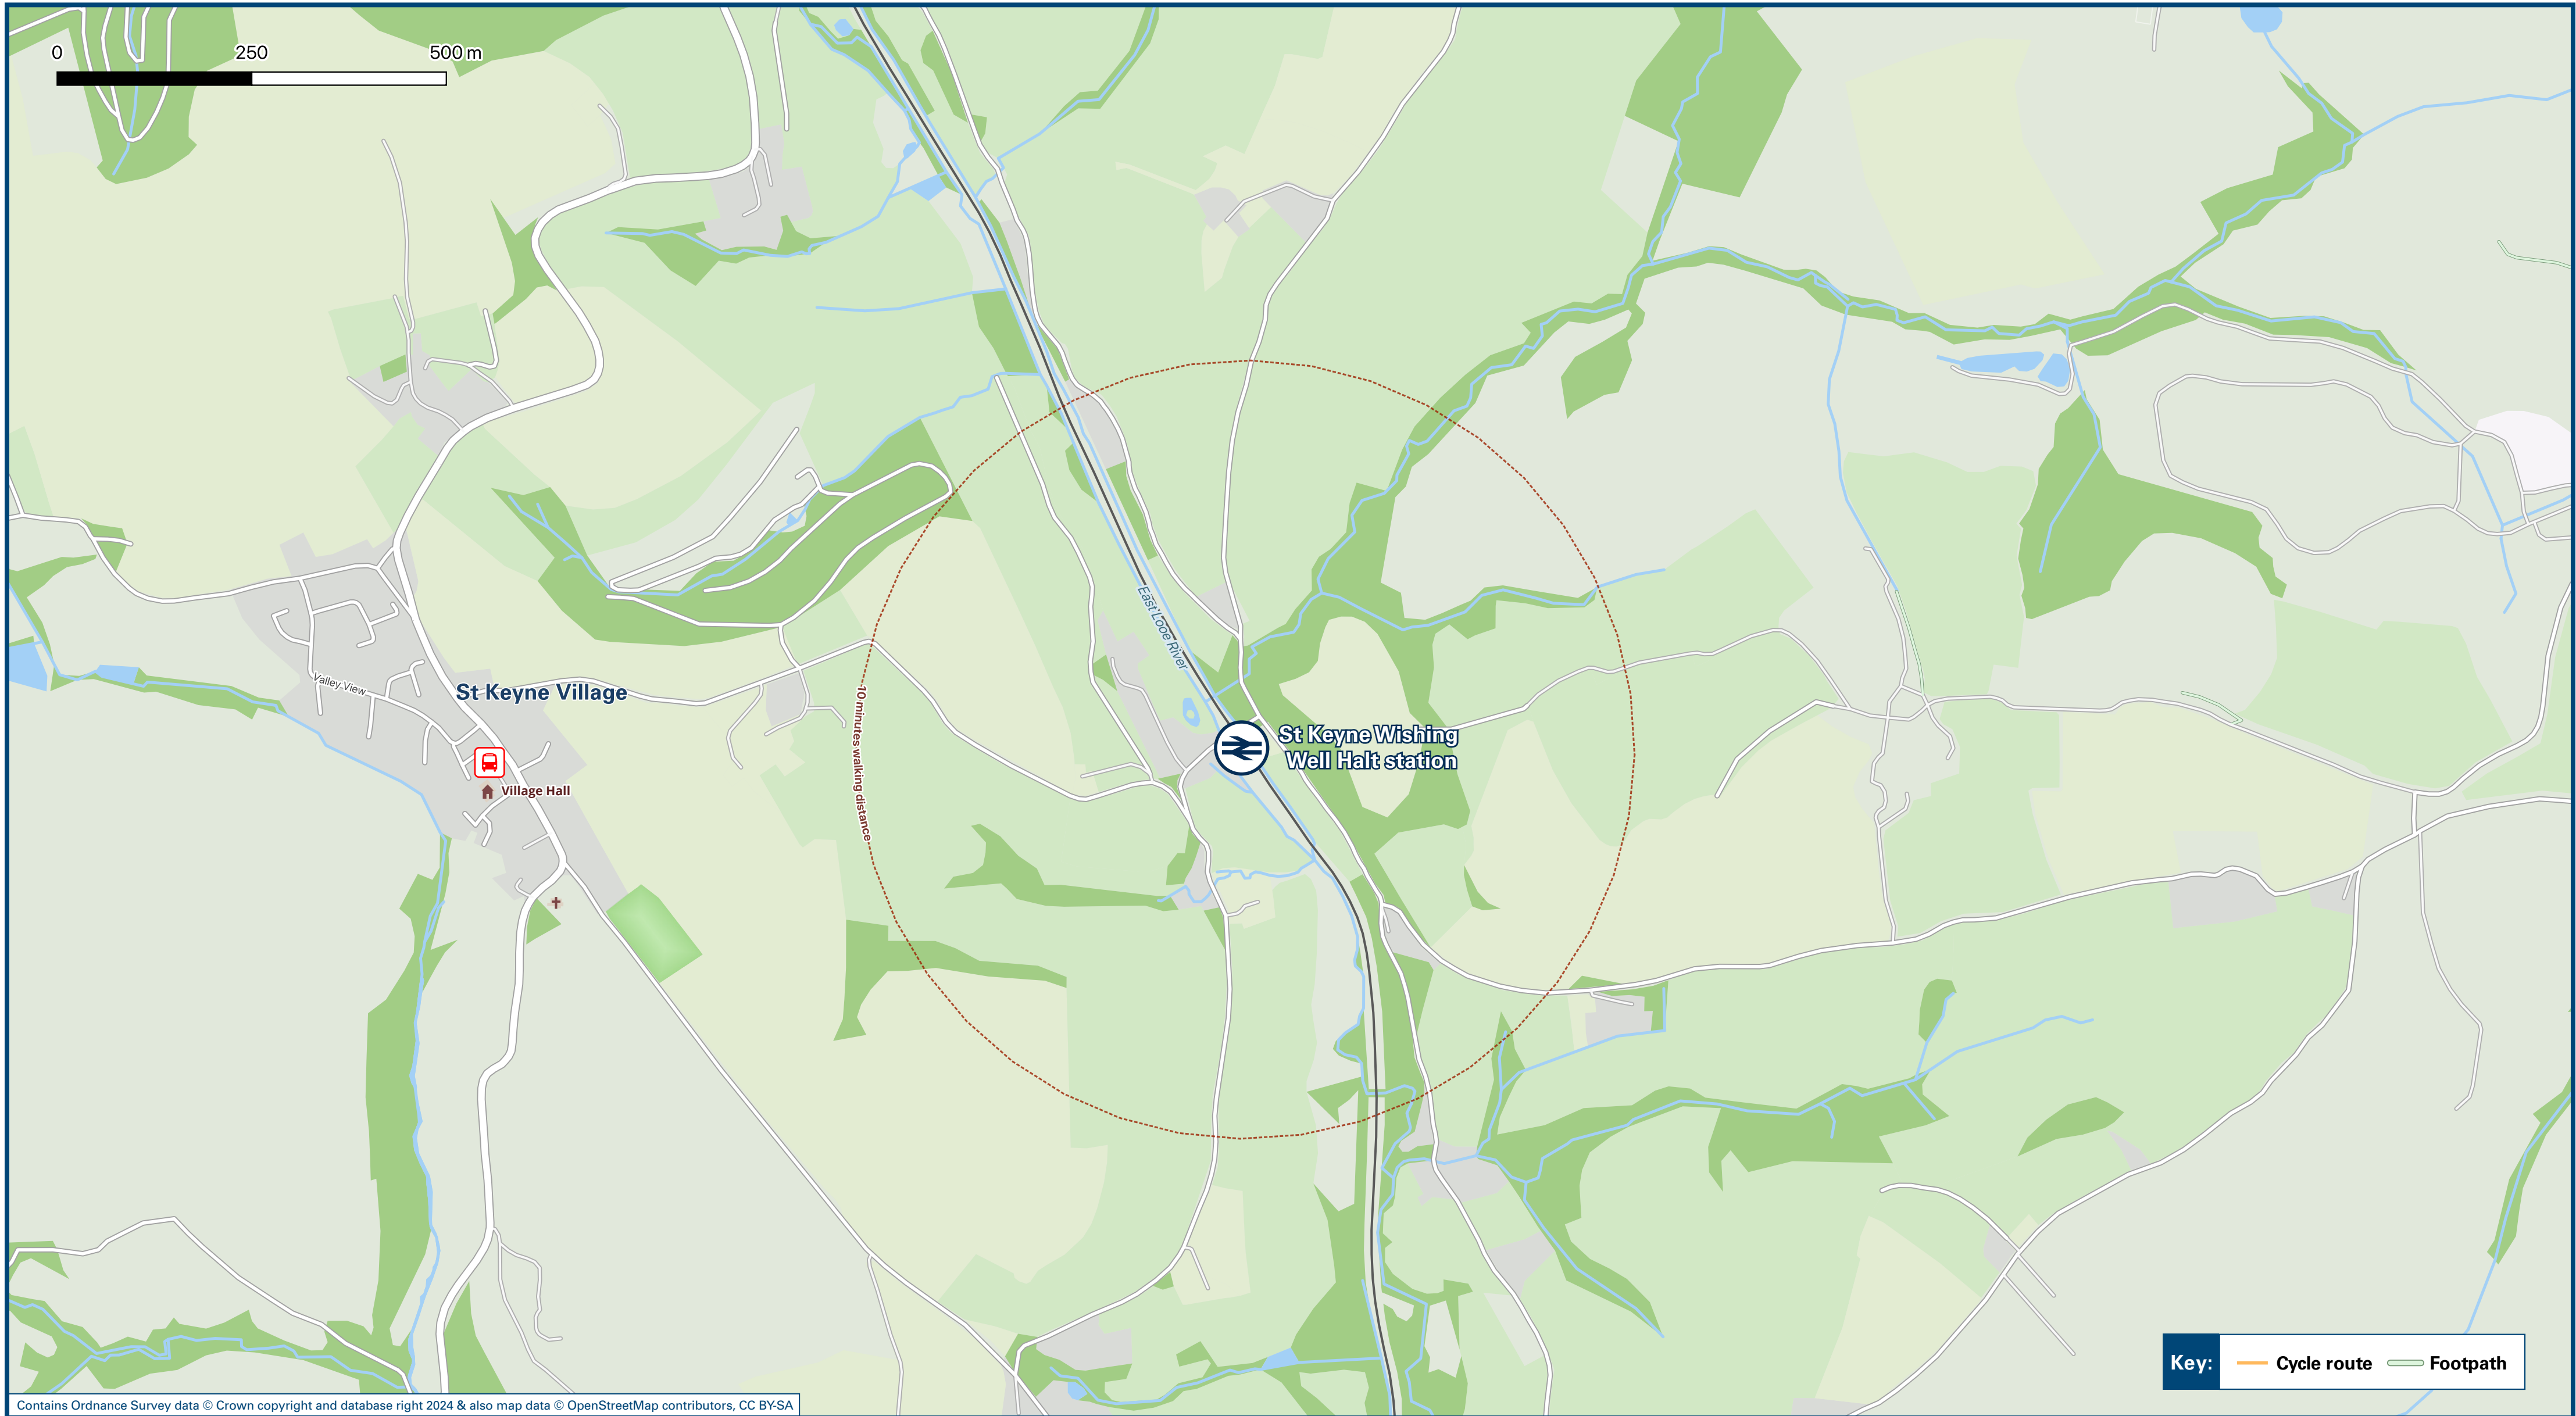 0 250 500 m
East Looe River
Valley View
St Keyne Village
10 minutes walking distance
St Keyne Wishing
Well Halt station
Village Hall
Key: Cycle route Footpath
Contains Ordnance Survey data © Crown copyright and database right 2024 & also map data © OpenStreetMap contributors, CC BY-SA